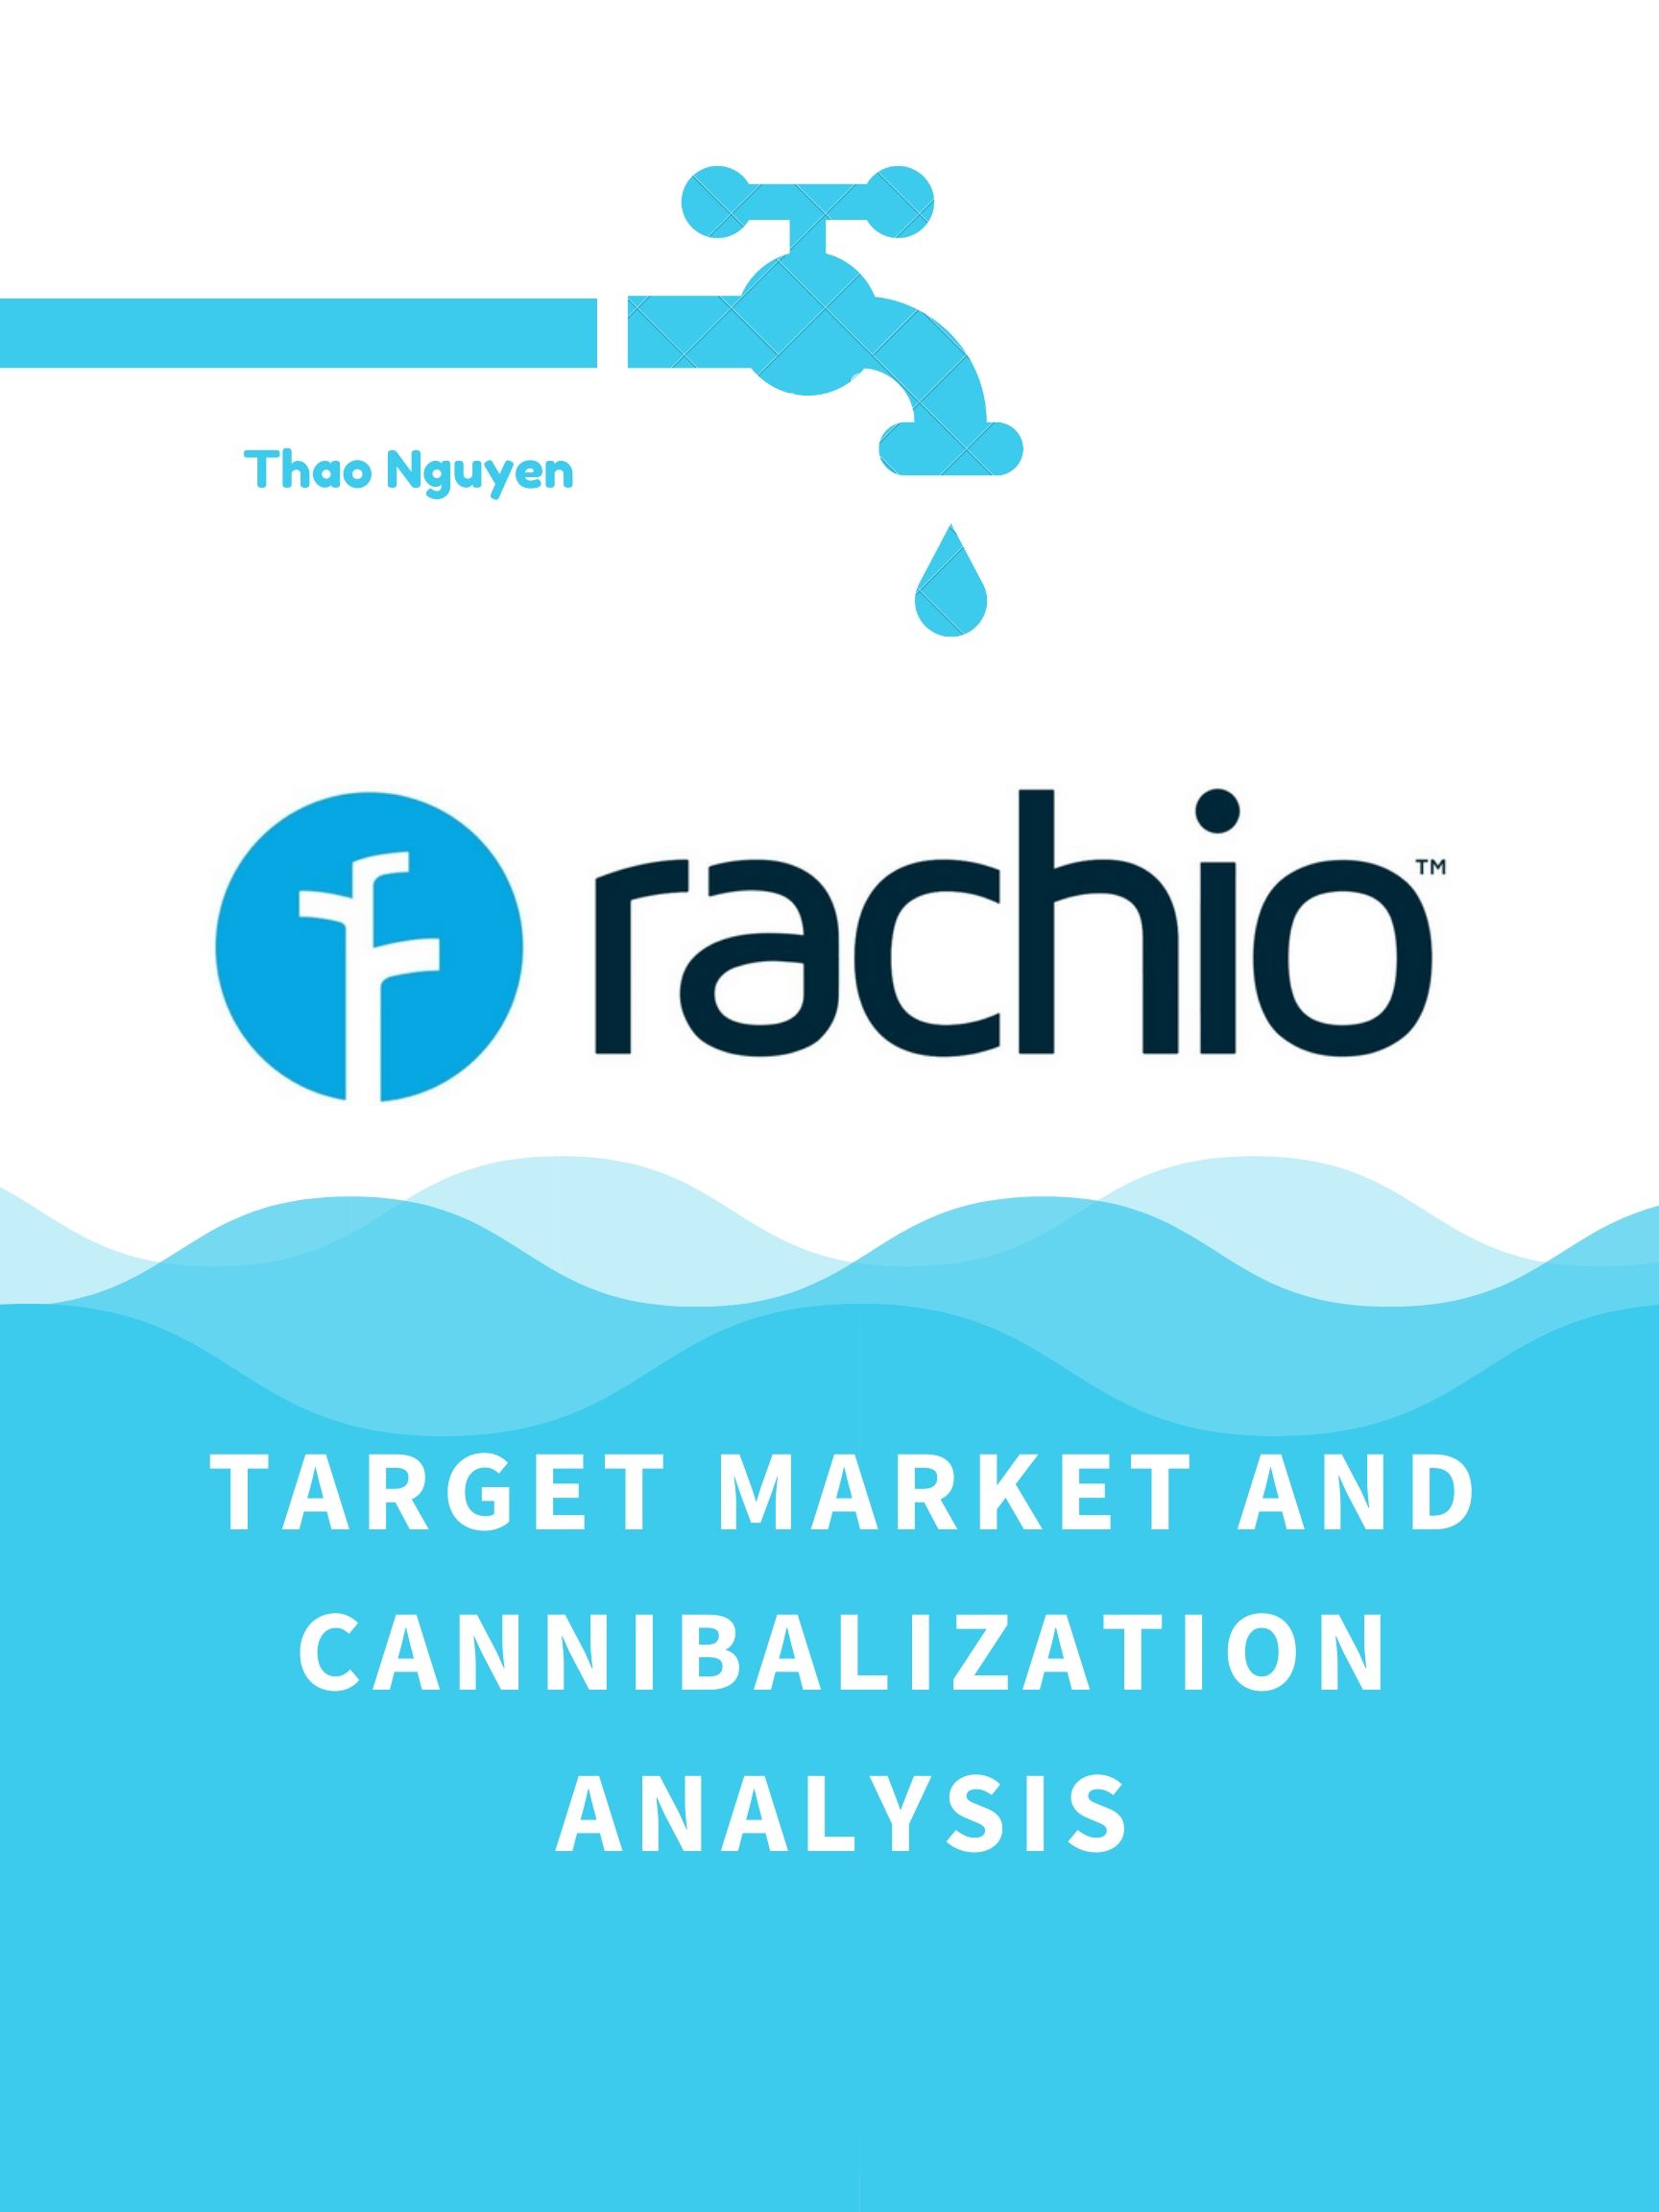 Thao Nguyen
rachio™
TARGET MARKET AND
CANNIBALIZATION
ANALYSIS